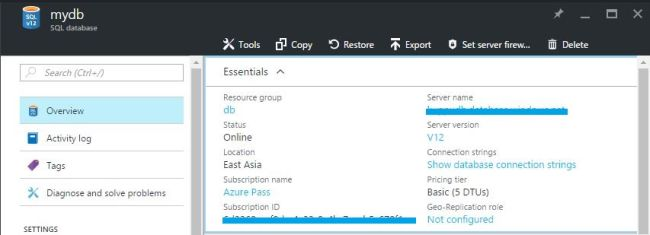 SQL
v12
mydb
SQL database
Tools
Copy
Restore
Export
Set server firew...
Delete
Search (Ctrl+/)
Overview
Activity log
Tags
Diagnose and solve problems
SETTINGS
Essentials
Resource group
db
Server name
Status
Online
Server version
V12
Location
East Asia
Connection strings
Show database connection strings
Subscription name
Azure Pass
Pricing tier
Basic (5 DTUs)
Subscription ID
Geo-Replication role
Not configured